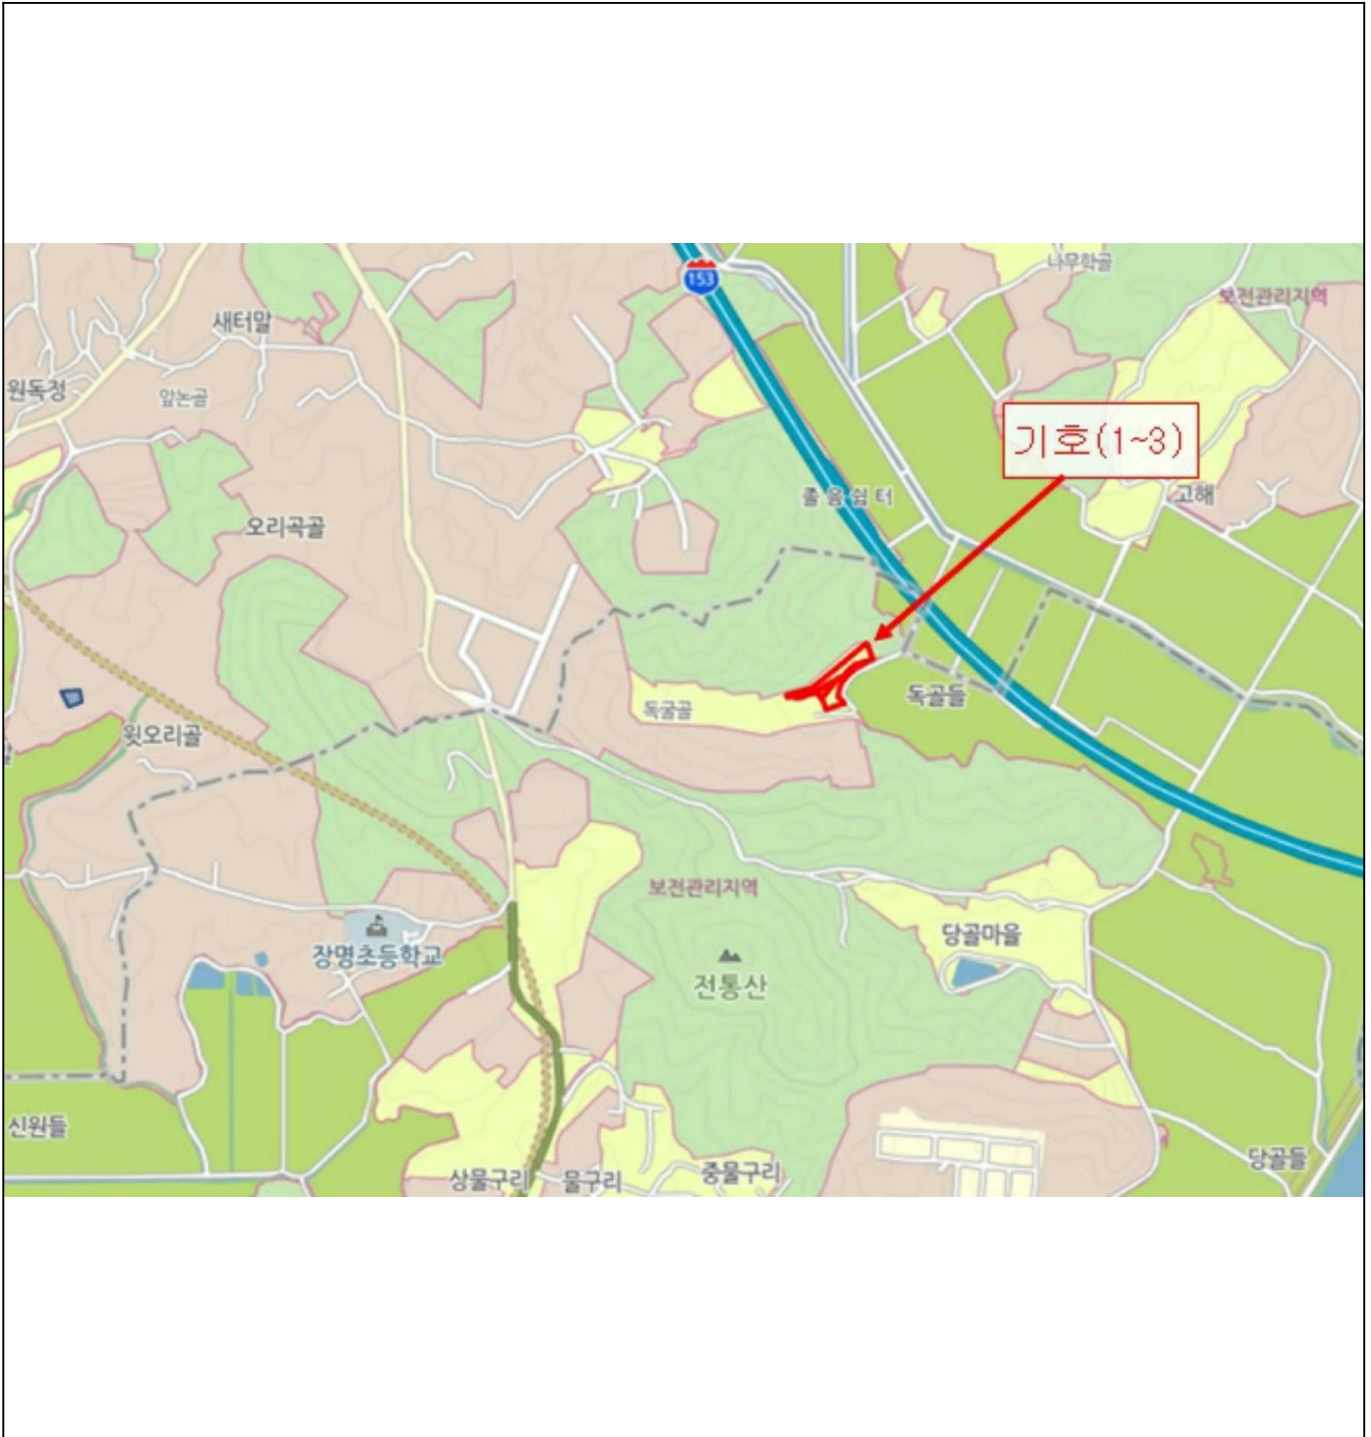 나무학골
153
보전관리지역
새터말
원독정
앞논골
기호(1~3)
졸음쉼터
고해
오리곡골
독골들
독굴골
윗오리골
보전관리지역
당골마을
장명초등학교
전통산
신원들
당골들
중물구리
상물구리
물구리